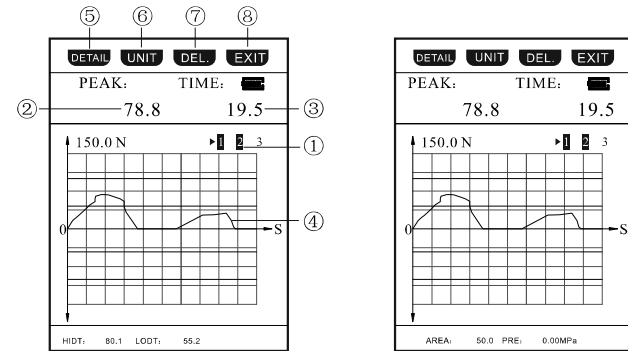 ⑤ ⑥ ⑦ ⑧
DETAIL UNIT DEL. EXIT
PEAK: TIME:
② 78.8 19.5 ③
150.0 N ▶1 2 3 ①
④
0 S
HIDT: 80.1 LODT: 55.2
DETAIL UNIT DEL. EXIT
PEAK: TIME:
78.8 19.5
150.0 N ▶1 2 3
0 S
AREA: 50.0 PRE: 0.00MPa